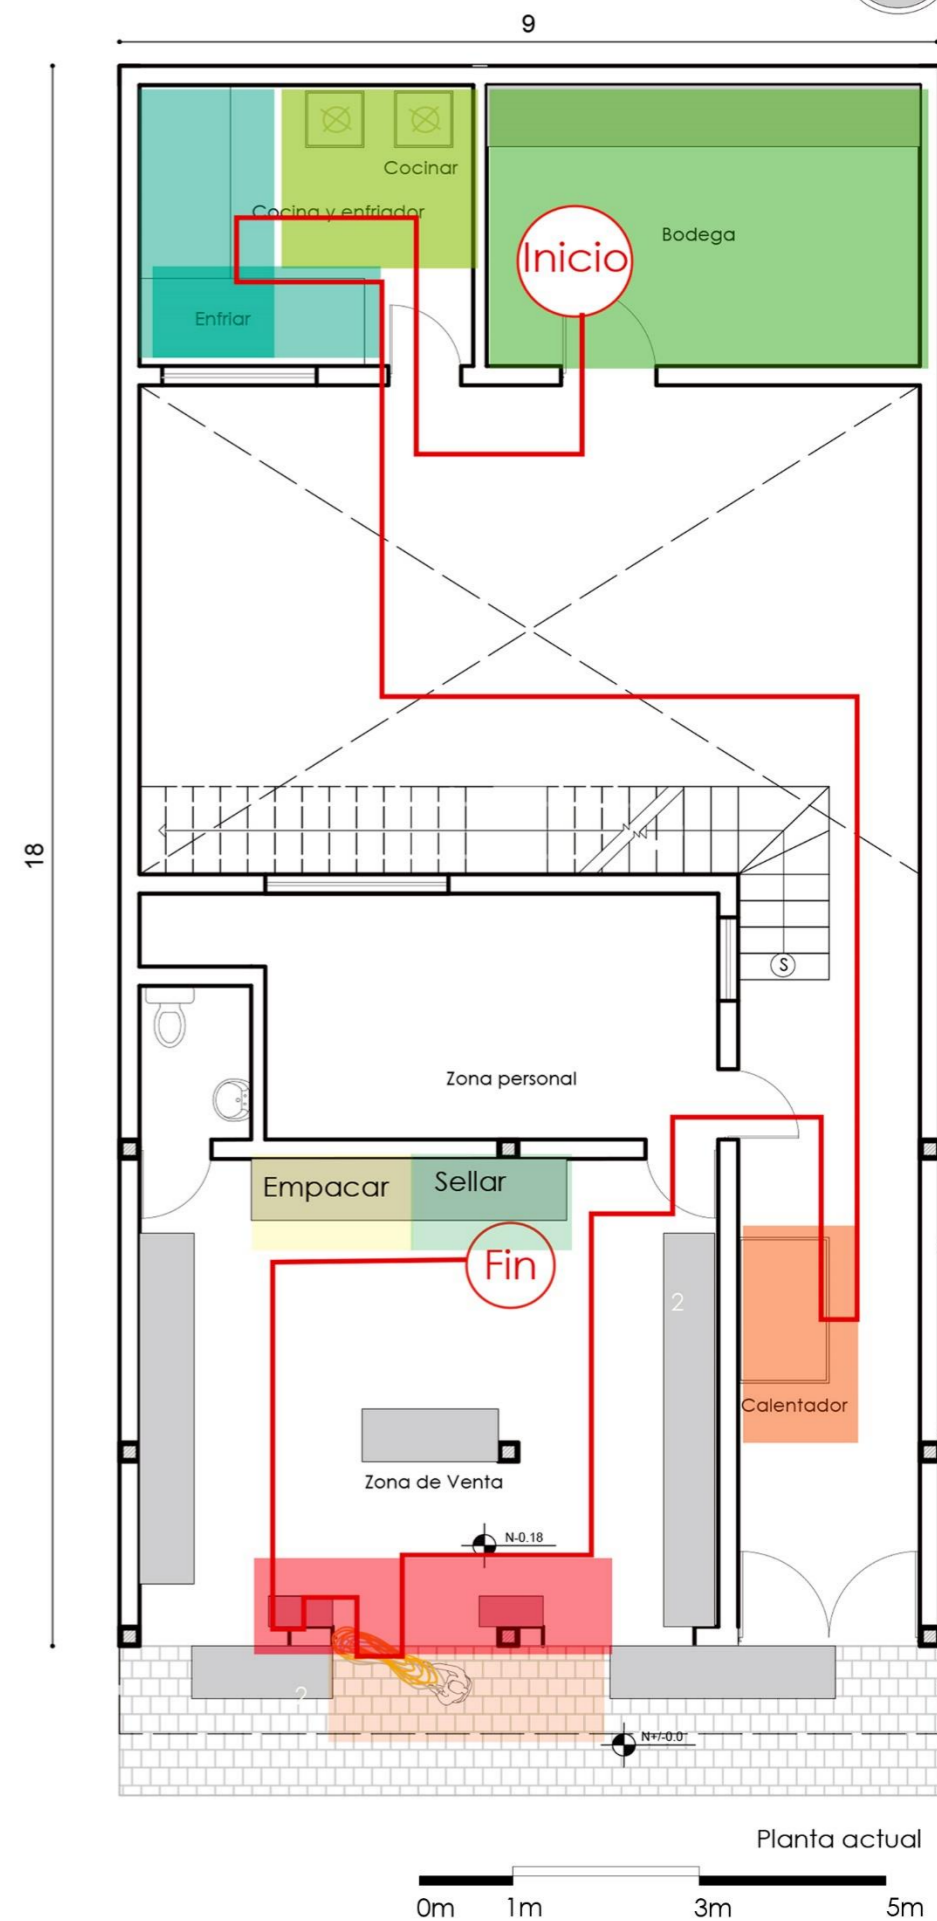 9
18
Cocinar
Cocina y enfriador
Bodega
Inicio
Enfriar
S
Zona personal
Empacar
Sellar
Fin
2
Calentador
Zona de Venta
N-0.18
2
N+/-0.0
Planta actual
0m 1m 3m 5m